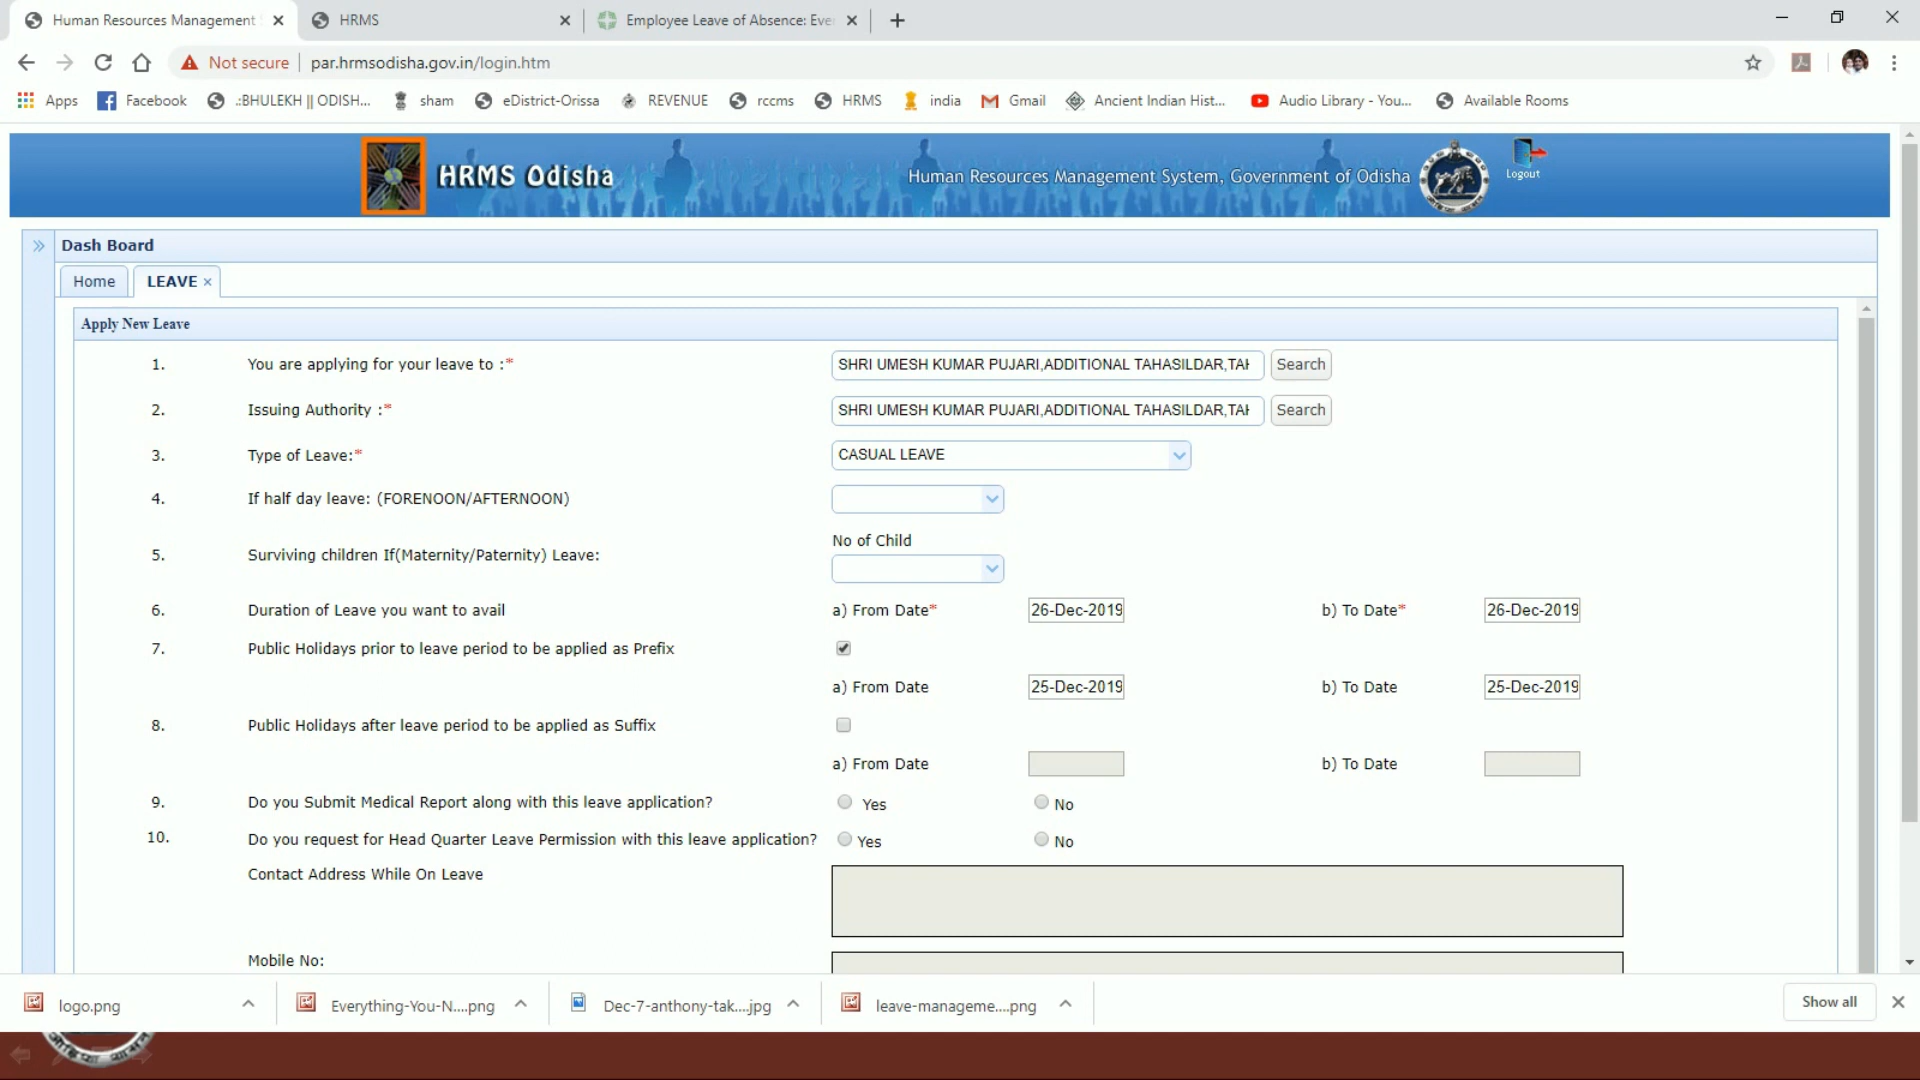 Human Resources Management
HRMS
Employee Leave of Absence: Eve
Not secure
par.hrmsodisha.gov.in/login.htm
Apps
Facebook
.:BHULEKH || ODISH...
sham
eDistrict-Orissa
REVENUE
rccms
HRMS
india
Gmail
Ancient Indian Hist...
Audio Library - You...
Available Rooms
HRMS Odisha
Human Resources Management System, Government of Odisha
Logout
Dash Board
Home
LEAVE
Apply New Leave
1. You are applying for your leave to :* SHRI UMESH KUMAR PUJARI,ADDITIONAL TAHASILDAR,TAH Search
2. Issuing Authority :* SHRI UMESH KUMAR PUJARI,ADDITIONAL TAHASILDAR,TAH Search
3. Type of Leave:* CASUAL LEAVE
4. If half day leave: (FORENOON/AFTERNOON)
No of Child
5. Surviving children If(Maternity/Paternity) Leave:
6. Duration of Leave you want to avail a) From Date* 26-Dec-2019 b) To Date* 26-Dec-2019
7. Public Holidays prior to leave period to be applied as Prefix
a) From Date 25-Dec-2019 b) To Date 25-Dec-2019
8. Public Holidays after leave period to be applied as Suffix
a) From Date b) To Date
9. Do you Submit Medical Report along with this leave application? Yes No
10. Do you request for Head Quarter Leave Permission with this leave application? Yes No
Contact Address While On Leave
Mobile No:
logo.png
Everything-You-N....png
Dec-7-anthony-tak....jpg
leave-manageme....png
Show all